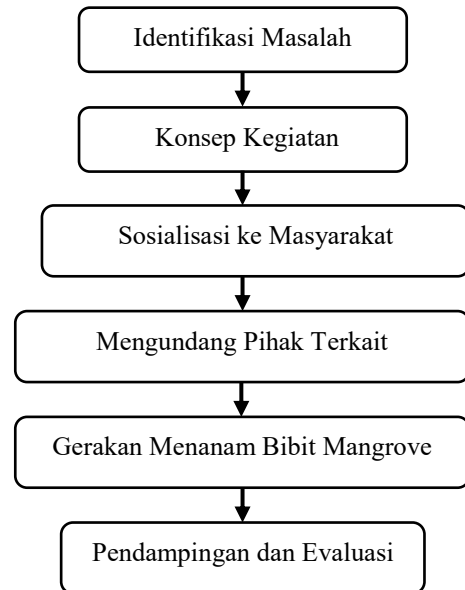 Identifikasi Masalah
Konsep Kegiatan
Sosialisasi ke Masyarakat
Mengundang Pihak Terkait
Gerakan Menanam Bibit Mangrove
Pendampingan dan Evaluasi